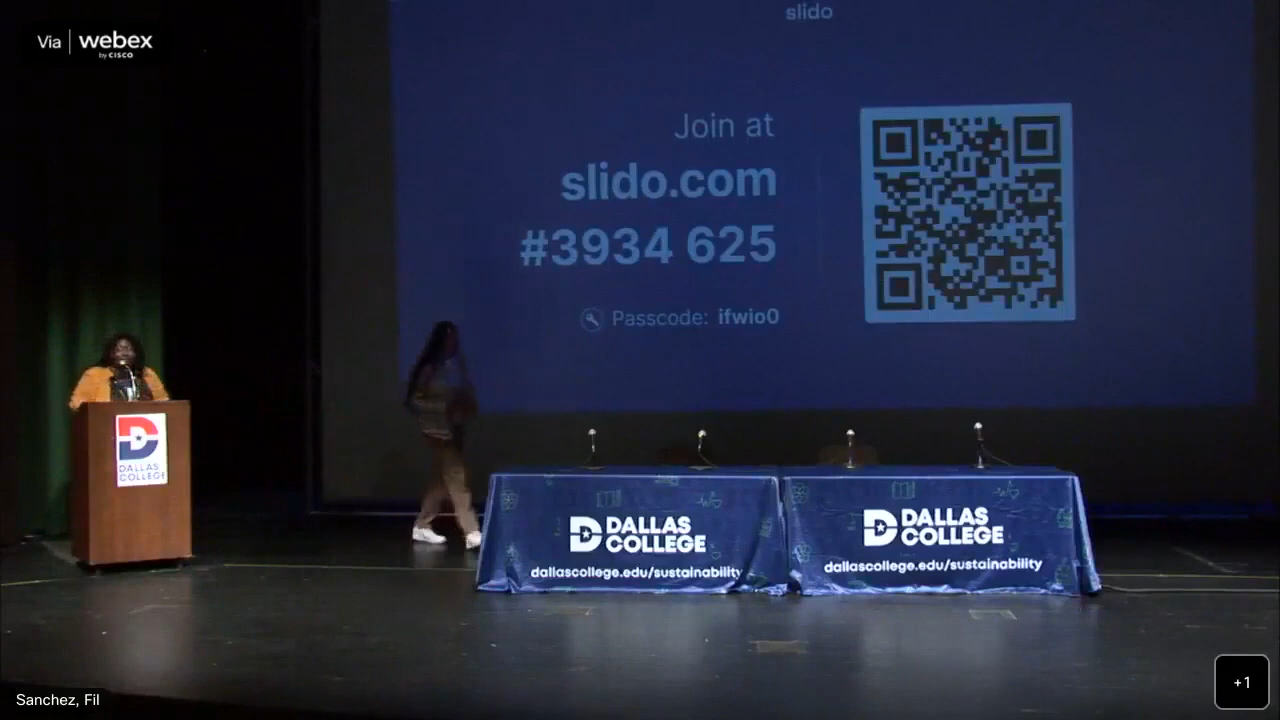 Via webex
by CISCO
slido
Join at
slido.com
#3934 625
Passcode: ifwio0
DALLAS
COLLEGE
DALLAS
COLLEGE
dallascollege.edu/sustainability
DALLAS
COLLEGE
dallascollege.edu/sustainability
Sanchez, Fil
+1